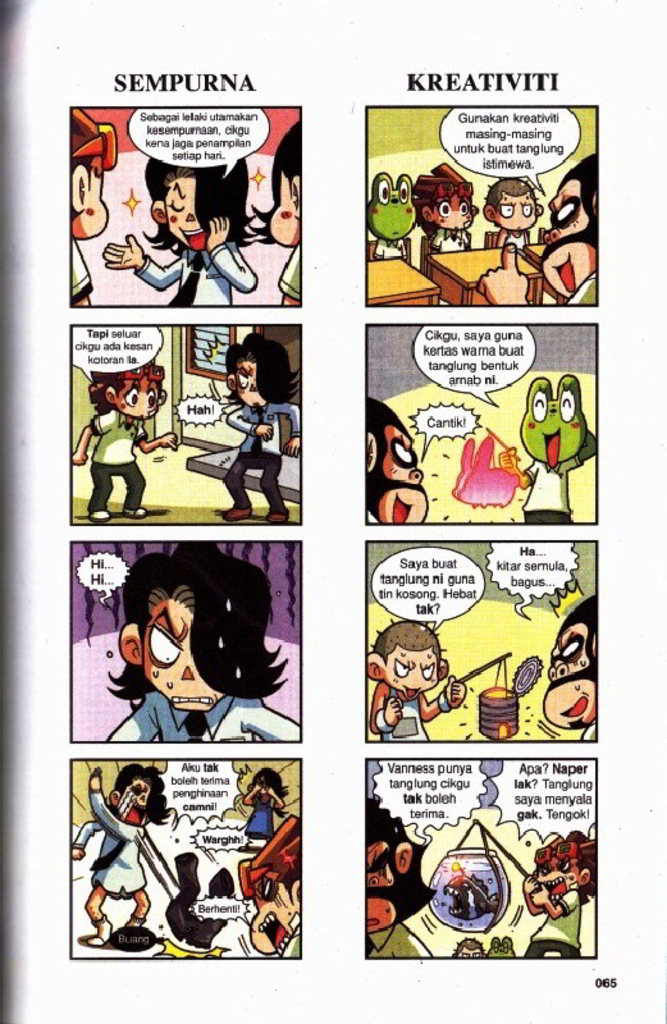 SEMPURNA
Sebagai lelaki utamakan
kesempurnaan, cikgu
kena jaga penampilan
setiap hari..
Tapi seluar
cikgu ada kesan
kotoran la.
Hah!
Hi...
Hi...
Aku tak
boleh terima
penghinaan
camni!
Warghh!
Berhenti!
Buang
KREATIVITI
Gunakan kreativiti
masing-masing
untuk buat tanglung
istimewa.
Cikgu, saya guna
kertas warna buat
tanglung bentuk
arnab ni.
Cantik!
Saya buat
tanglung ni guna
tin kosong. Hebat
tak?
Ha...
kitar semula,
bagus...
Vanness punya
tanglung cikgu
tak boleh
terima.
Apa? Naper
lak? Tanglung
saya menyala
gak. Tengok!
065